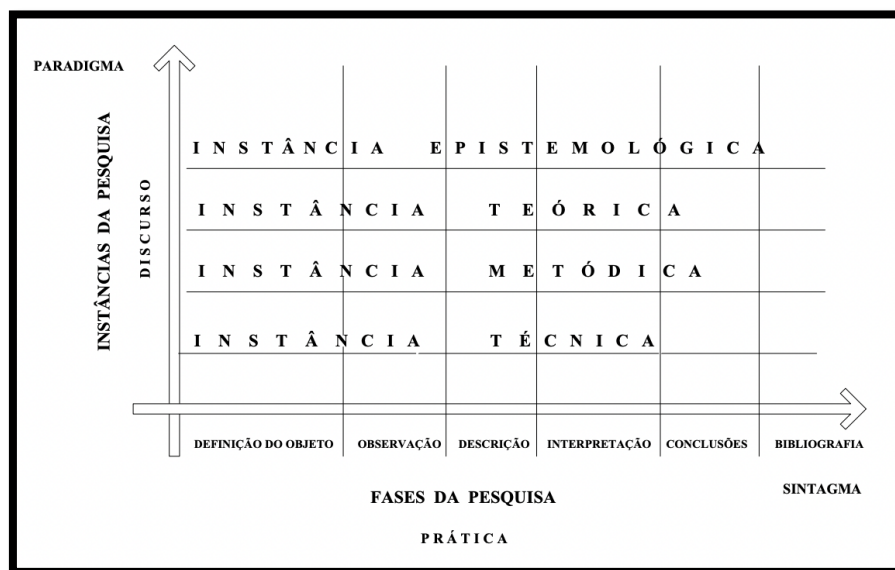 PARADIGMA
INSTÂNCIAS DA PESQUISA
DISCURSO
INSTÂNCIA EPISTEMOLÓGICA
INSTÂNCIA TEÓRICA
INSTÂNCIA METÓDICA
INSTÂNCIA TÉCNICA
DEFINIÇÃO DO OBJETO OBSERVAÇÃO DESCRIÇÃO INTERPRETAÇÃO CONCLUSÕES BIBLIOGRAFIA
SINTAGMA
FASES DA PESQUISA
PRÁTICA